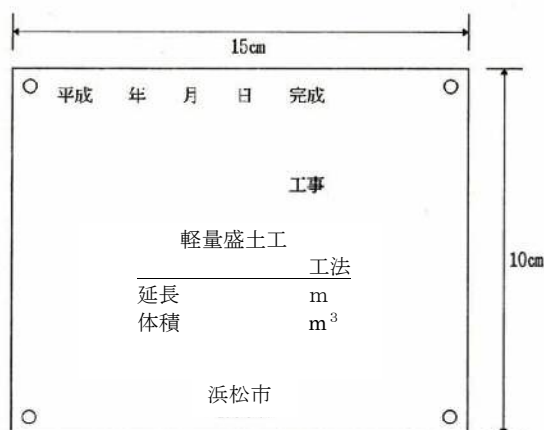 15cm
平成 年 月 日 完成
工事
軽量盛土工
工法
延長 m
体積 m³
10cm
浜松市